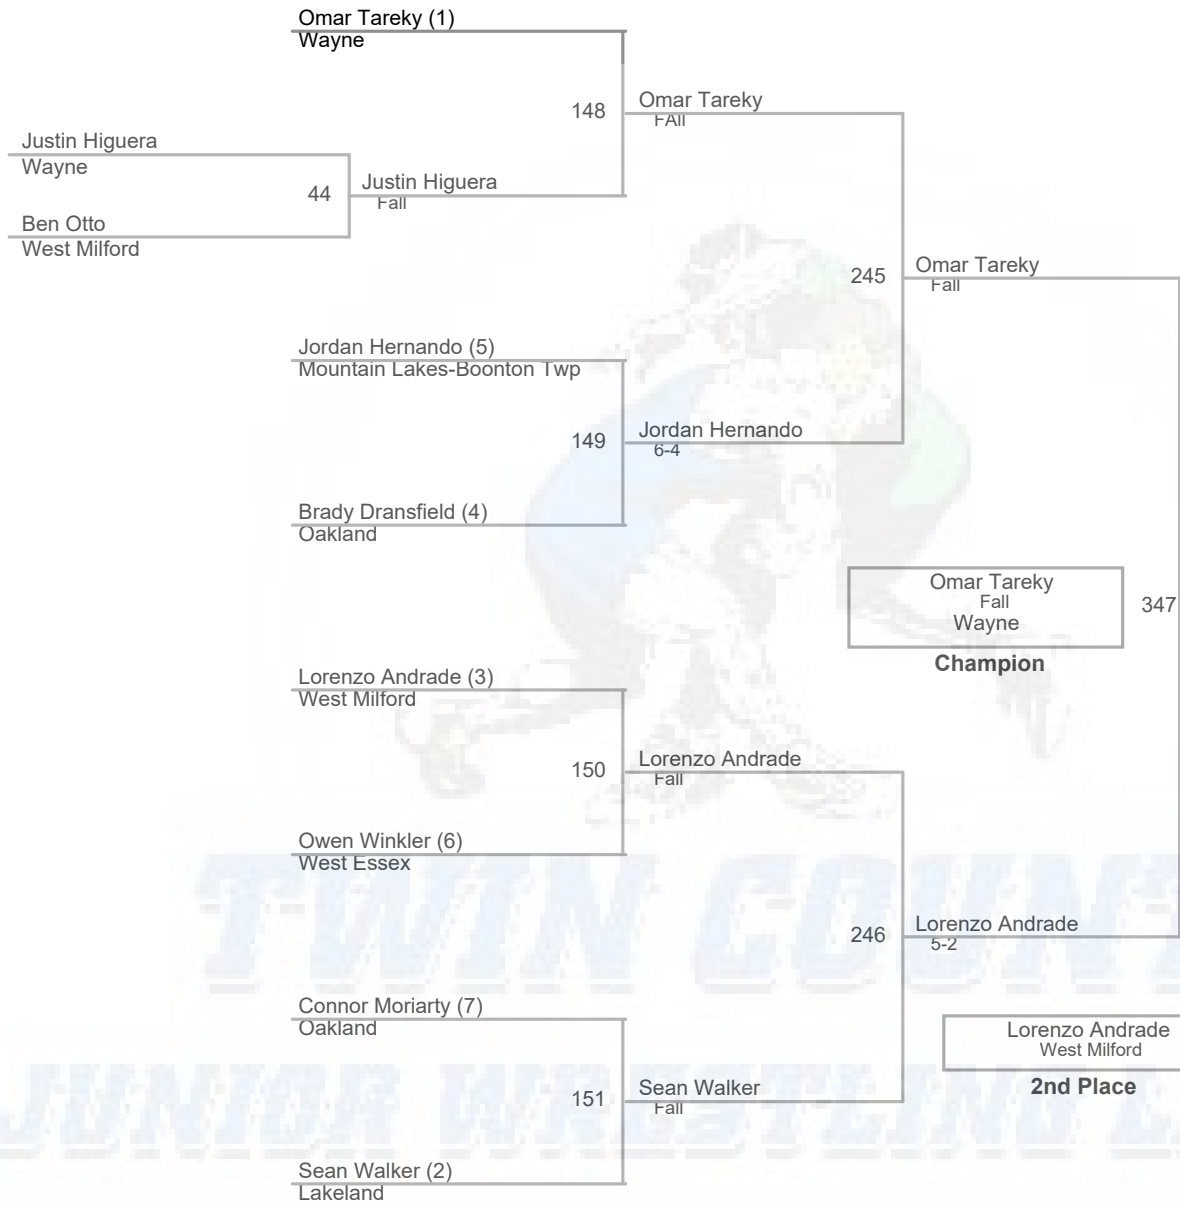 Omar Tareky (1)
Wayne
148
Omar Tareky
FAll
Justin Higuera
Wayne
44
Justin Higuera
Fall
Ben Otto
West Milford
245
Omar Tareky
Fall
Jordan Hernando (5)
Mountain Lakes-Boonton Twp
149
Jordan Hernando
6-4
Brady Dransfield (4)
Oakland
Omar Tareky
Fall
Wayne
347
Champion
Lorenzo Andrade (3)
West Milford
150
Lorenzo Andrade
Fall
Owen Winkler (6)
West Essex
TWIN COUNT
246
Lorenzo Andrade
5-2
Connor Moriarty (7)
Oakland
Lorenzo Andrade
West Milford
2nd Place
JUNIOR WRESTLING
151
Sean Walker
Fall
Sean Walker (2)
Lakeland